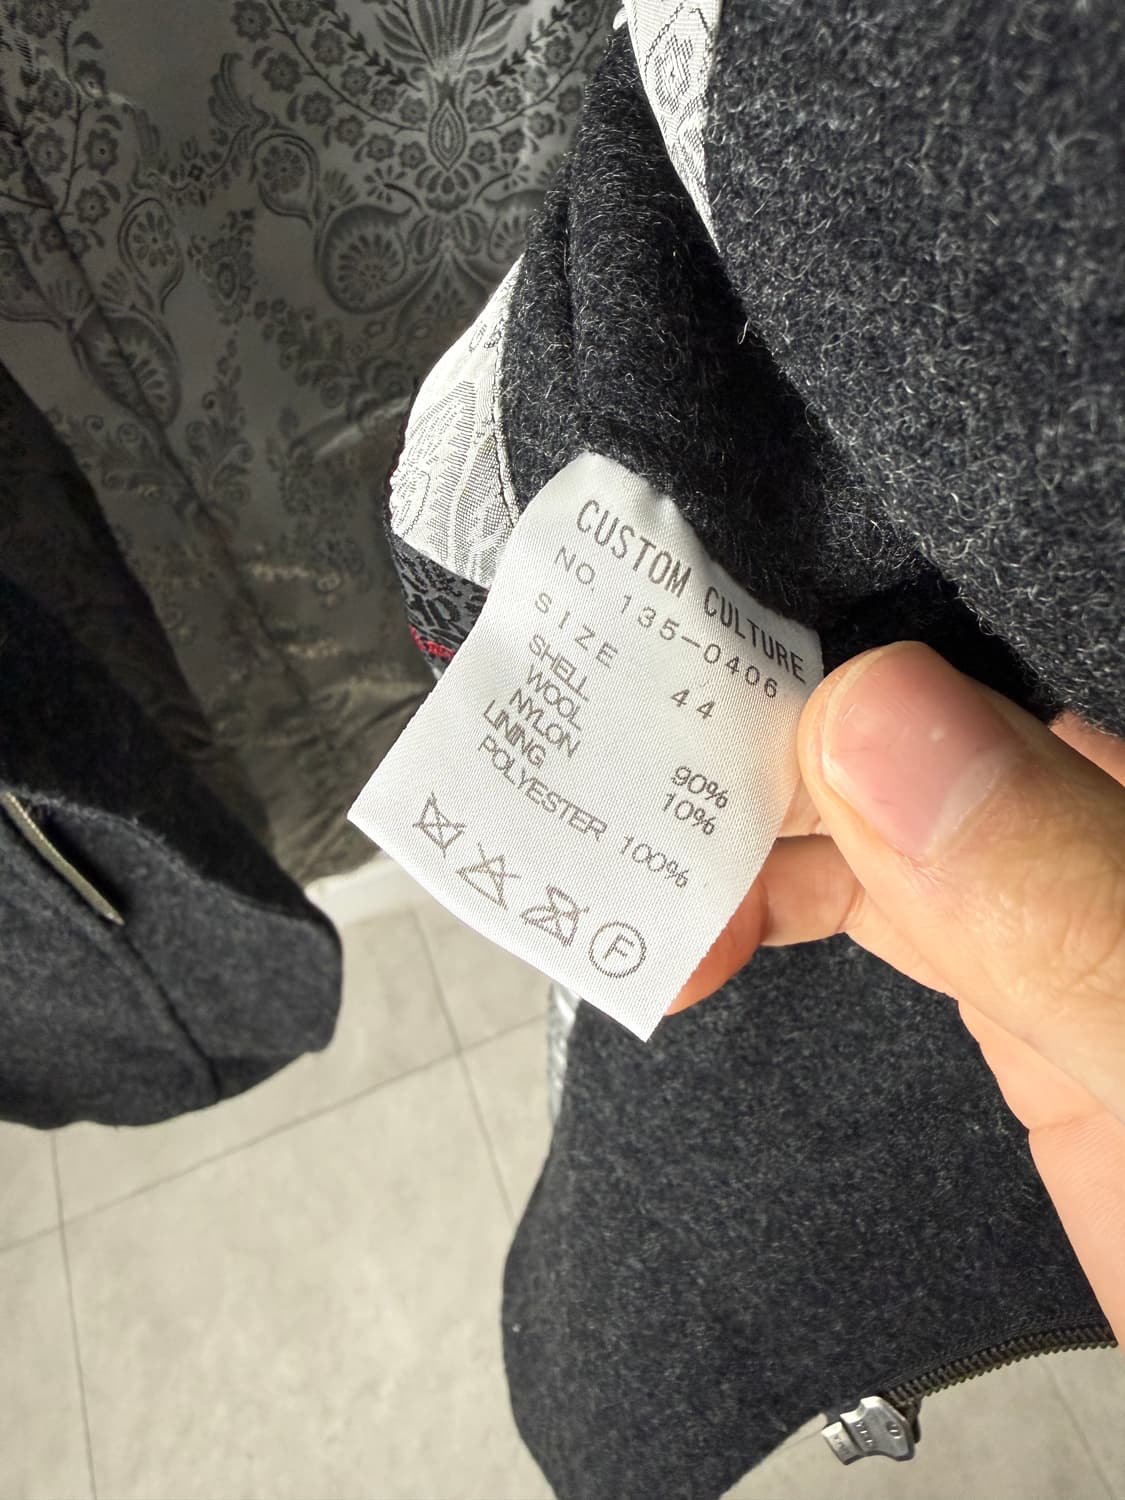 CUSTOM CULTURE
NO. 135-0406
SIZE 44
SHELL
WOOL 90%
NYLON 10%
LINING
POLYESTER 100%
F